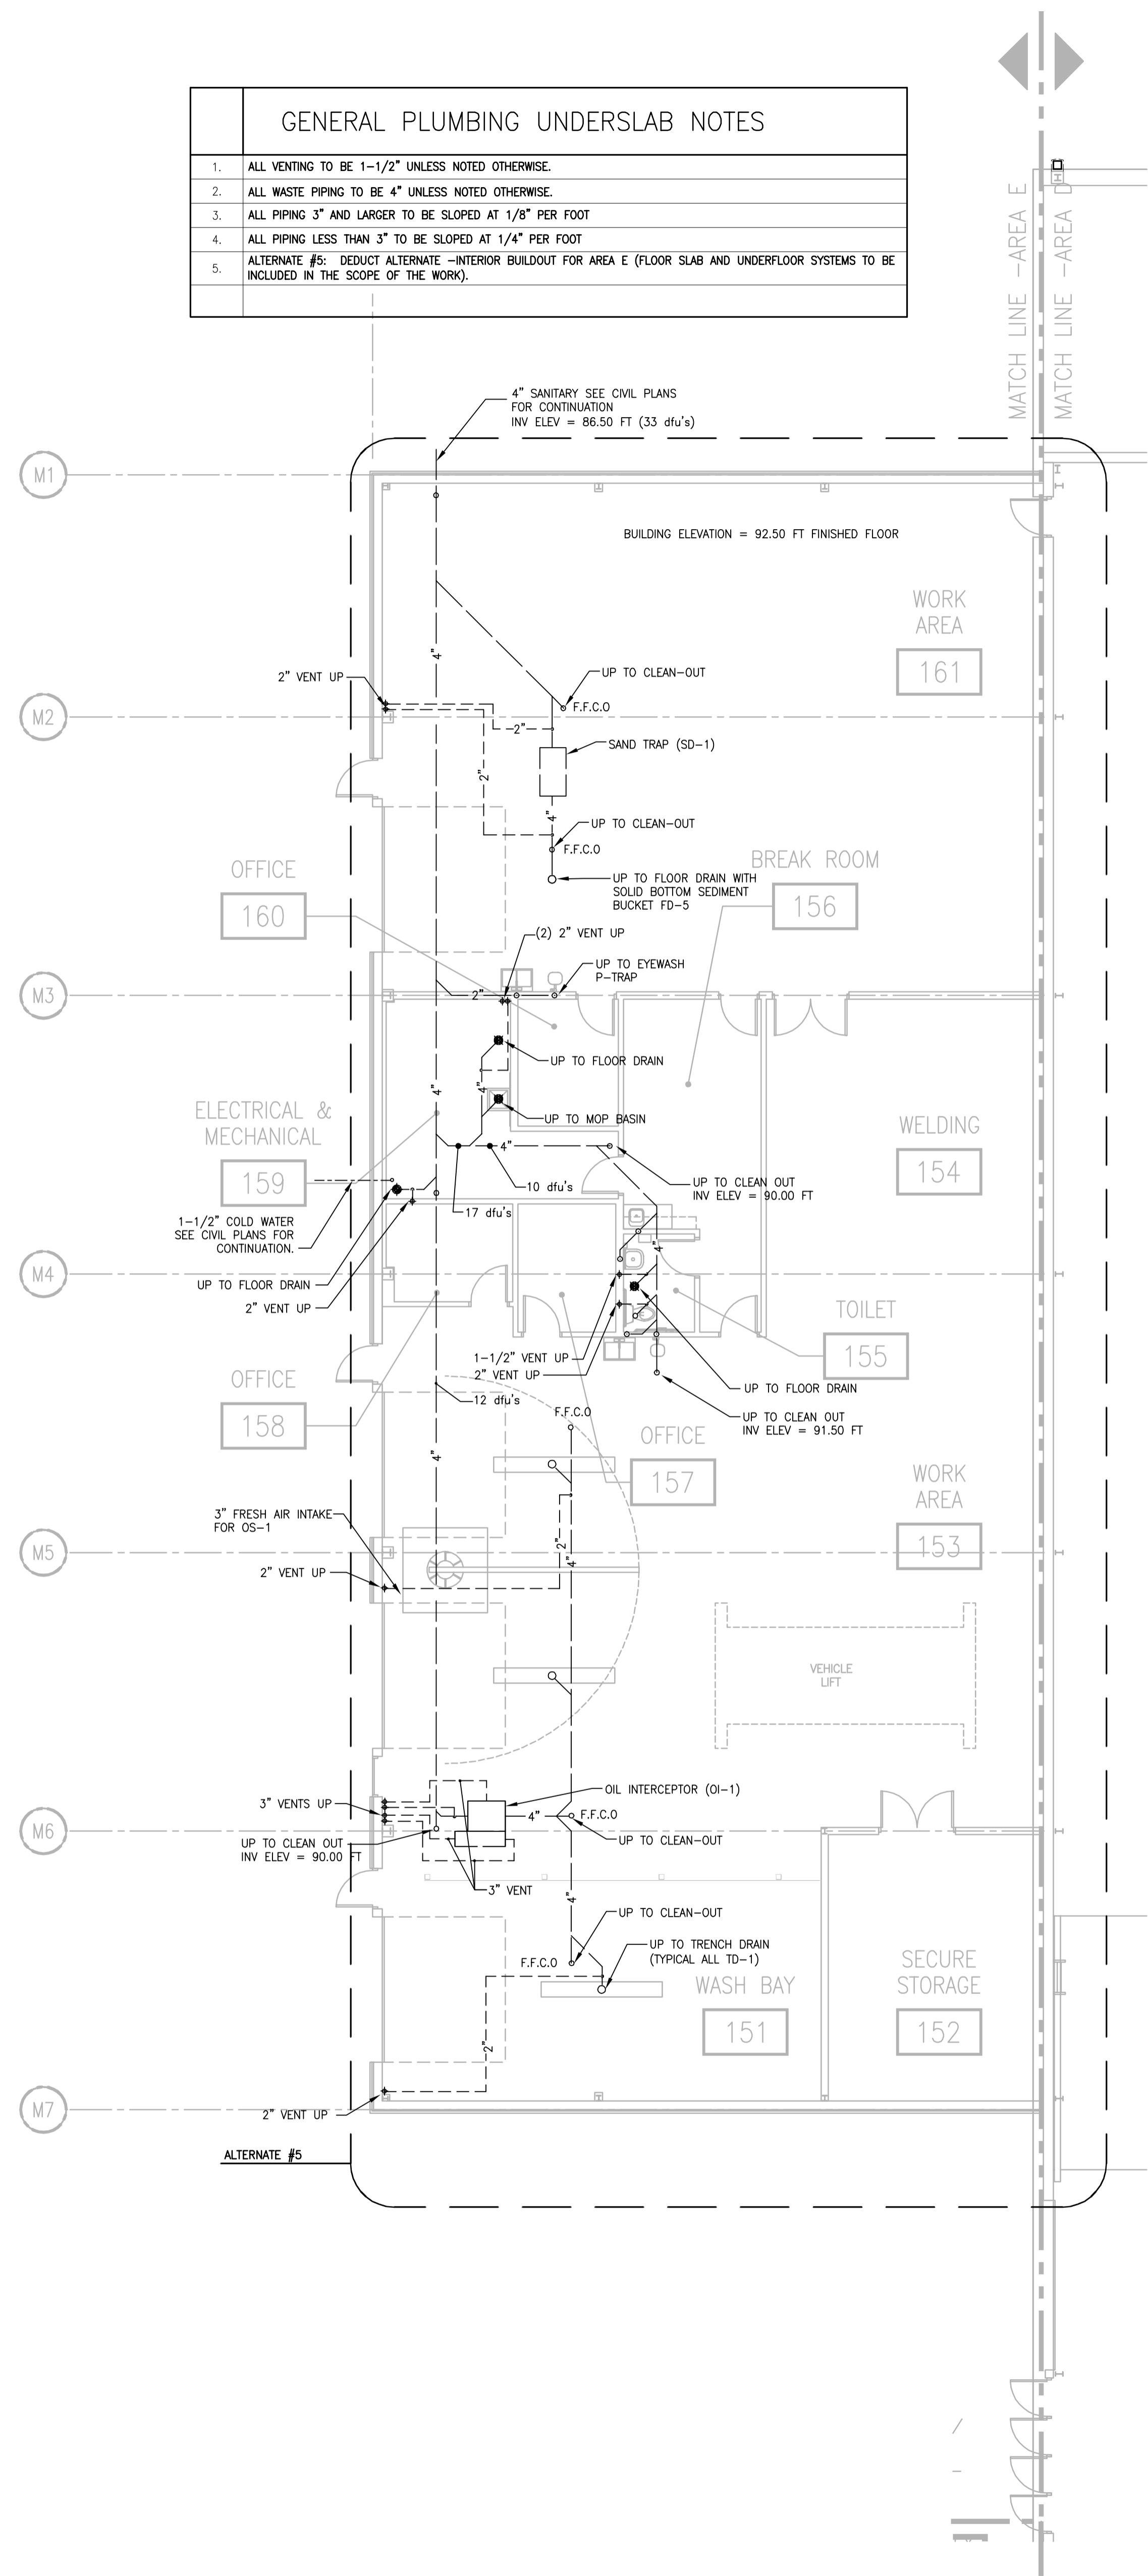 GENERAL PLUMBING UNDERSLAB NOTES
1. ALL VENTING TO BE 1-1/2" UNLESS NOTED OTHERWISE.
2. ALL WASTE PIPING TO BE 4" UNLESS NOTED OTHERWISE.
3. ALL PIPING 3" AND LARGER TO BE SLOPED AT 1/8" PER FOOT
4. ALL PIPING LESS THAN 3" TO BE SLOPED AT 1/4" PER FOOT
5. ALTERNATE #5: DEDUCT ALTERNATE -INTERIOR BUILDOUT FOR AREA E (FLOOR SLAB AND UNDERFLOOR SYSTEMS TO BE
INCLUDED IN THE SCOPE OF THE WORK).
MATCH LINE -AREA E
MATCH LINE -AREA D
4" SANITARY SEE CIVIL PLANS
FOR CONTINUATION
INV ELEV = 86.50 FT (33 dfu's)
M1
BUILDING ELEVATION = 92.50 FT FINISHED FLOOR
WORK
AREA
161
4"
2" VENT UP
UP TO CLEAN-OUT
F.F.C.O
M2
2"
SAND TRAP (SD-1)
2"
4"
UP TO CLEAN-OUT
F.F.C.O
OFFICE
160
BREAK ROOM
156
UP TO FLOOR DRAIN WITH
SOLID BOTTOM SEDIMENT
BUCKET FD-5
(2) 2" VENT UP
UP TO EYEWASH
P-TRAP
M3
2"
UP TO FLOOR DRAIN
4"
4"
ELECTRICAL &
MECHANICAL
159
UP TO MOP BASIN
WELDING
154
4"
10 dfu's
17 dfu's
UP TO CLEAN OUT
INV ELEV = 90.00 FT
1-1/2" COLD WATER
SEE CIVIL PLANS FOR
CONTINUATION.
4"
M4
UP TO FLOOR DRAIN
2" VENT UP
TOILET
155
1-1/2" VENT UP
2" VENT UP
OFFICE
158
12 dfu's
UP TO FLOOR DRAIN
F.F.C.O
UP TO CLEAN OUT
INV ELEV = 91.50 FT
OFFICE
157
4"
WORK
AREA
153
3" FRESH AIR INTAKE
FOR OS-1
M5
2"
4"
2" VENT UP
VEHICLE
LIFT
OIL INTERCEPTOR (OI-1)
3" VENTS UP
4"
F.F.C.O
M6
UP TO CLEAN OUT
INV ELEV = 90.00 FT
UP TO CLEAN-OUT
3" VENT
4"
UP TO CLEAN-OUT
UP TO TRENCH DRAIN
(TYPICAL ALL TD-1)
F.F.C.O
WASH BAY
151
SECURE
STORAGE
152
2"
M7
2" VENT UP
ALTERNATE #5